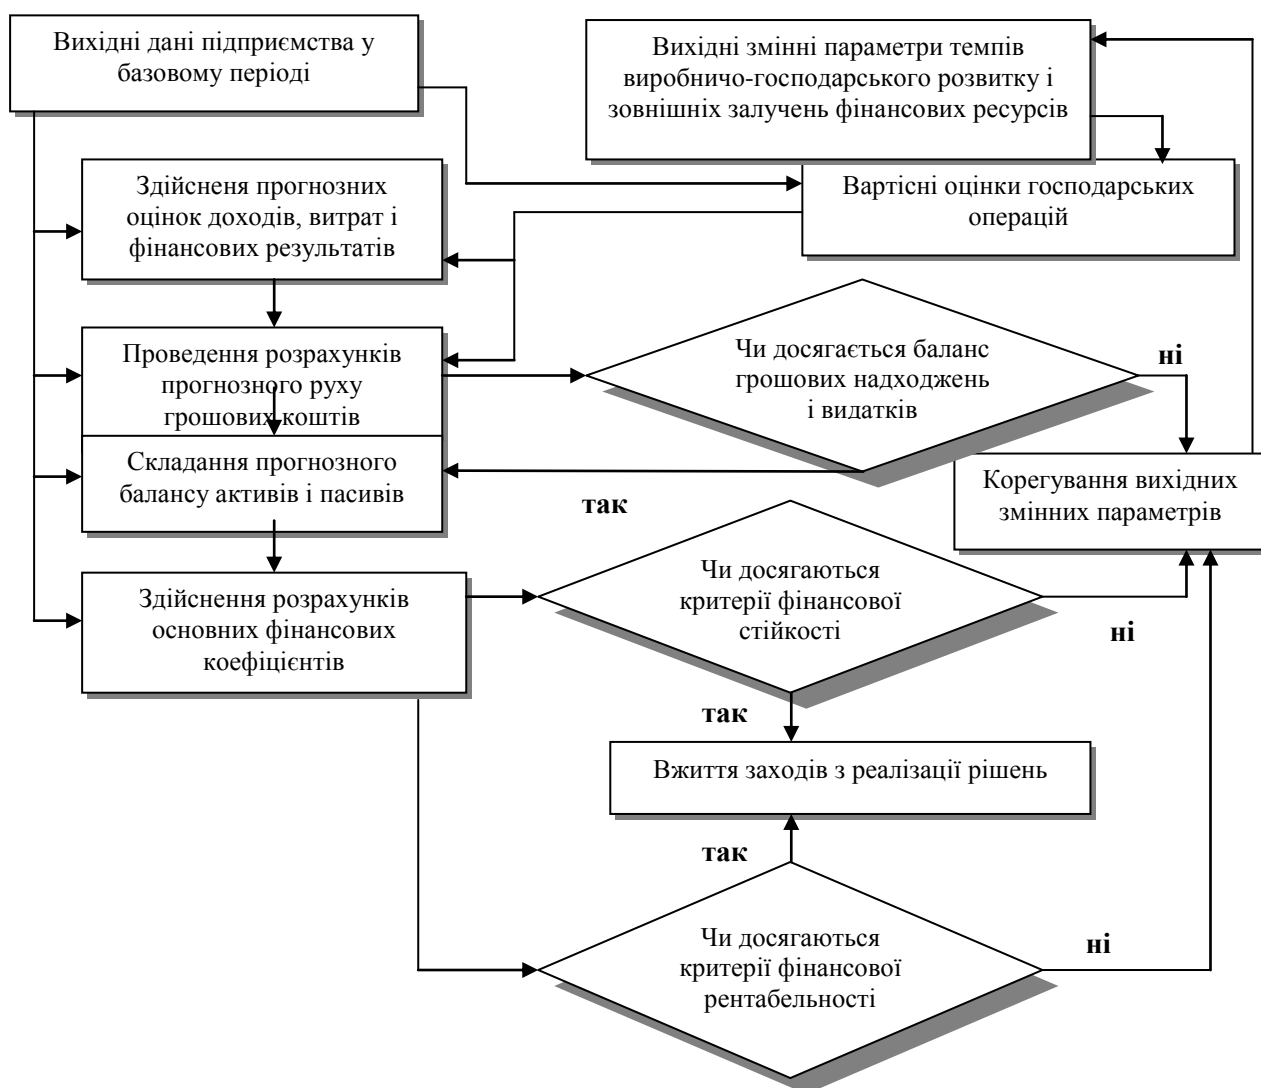 Вихідні дані підприємства у
базовому періоді
Вихідні змінні параметри темпів
виробничо-господарського розвитку і
зовнішніх залучень фінансових ресурсів
Здійсненя прогнозних
оцінок доходів, витрат і
фінансових результатів
Вартісні оцінки господарських
операцій
Проведення розрахунків
прогнозного руху
грошових коштів
Чи досягається баланс
грошових надходжень
і видатків
ні
Складання прогнозного
балансу активів і пасивів
так
Корегування вихідних
змінних параметрів
Здійснення розрахунків
основних фінансових
коефіцієнтів
Чи досягаються
критерії фінансової
стійкості
ні
так
Вжиття заходів з реалізації рішень
так
Чи досягаються
критерії фінансової
рентабельності
ні